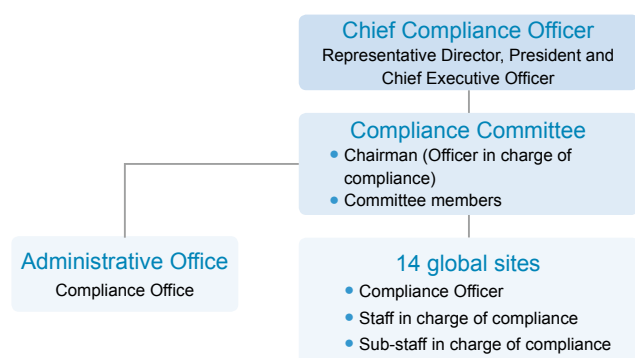 Chief Compliance Officer
Representative Director, President and
Chief Executive Officer
Compliance Committee
● Chairman (Officer in charge of
compliance)
● Committee members
Administrative Office
Compliance Office
14 global sites
● Compliance Officer
● Staff in charge of compliance
● Sub-staff in charge of compliance